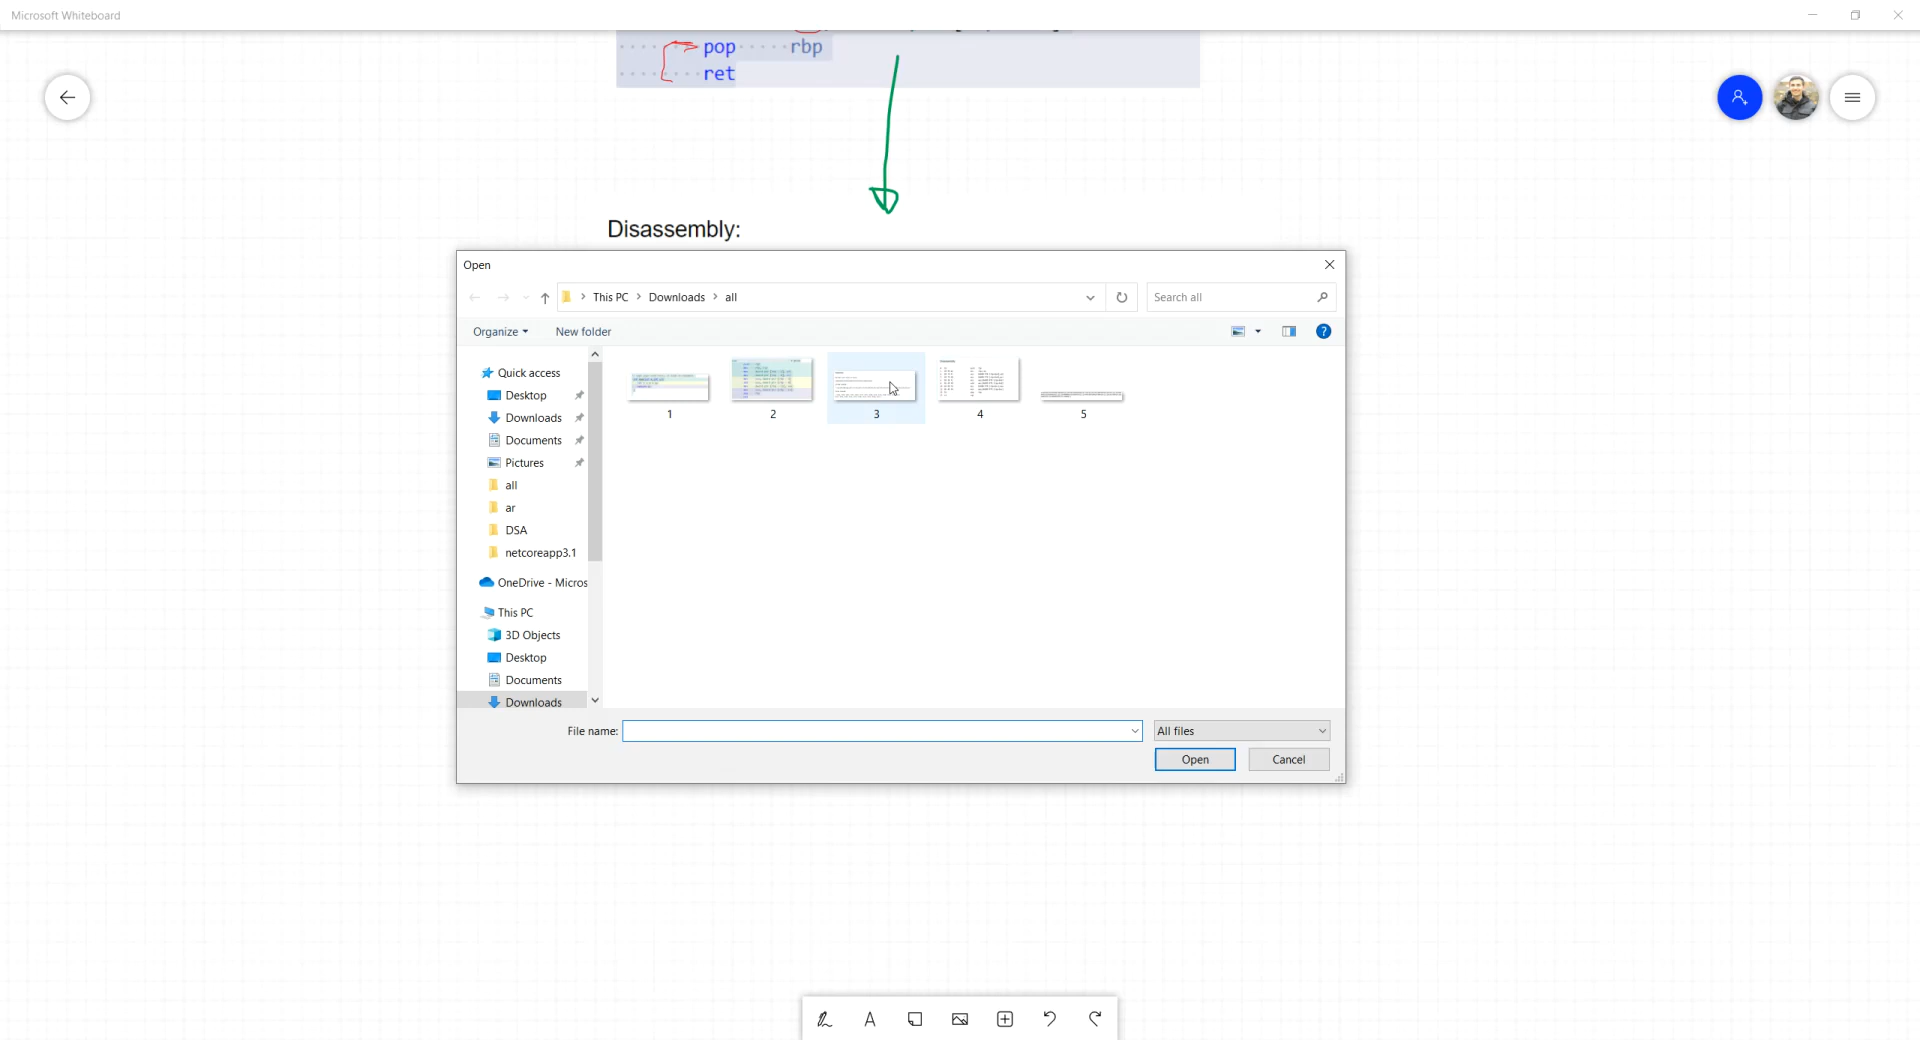 Microsoft Whiteboard
pop rbp
ret
Disassembly:
Open
This PC > Downloads > all
Search all
Organize
New folder
?
Quick access
Desktop
Downloads
Documents
Pictures
all
ar
DSA
netcoreapp3.1
OneDrive - Micros
This PC
3D Objects
Desktop
Documents
Downloads
1
2
3
4
5
File name:
All files
Open
Cancel